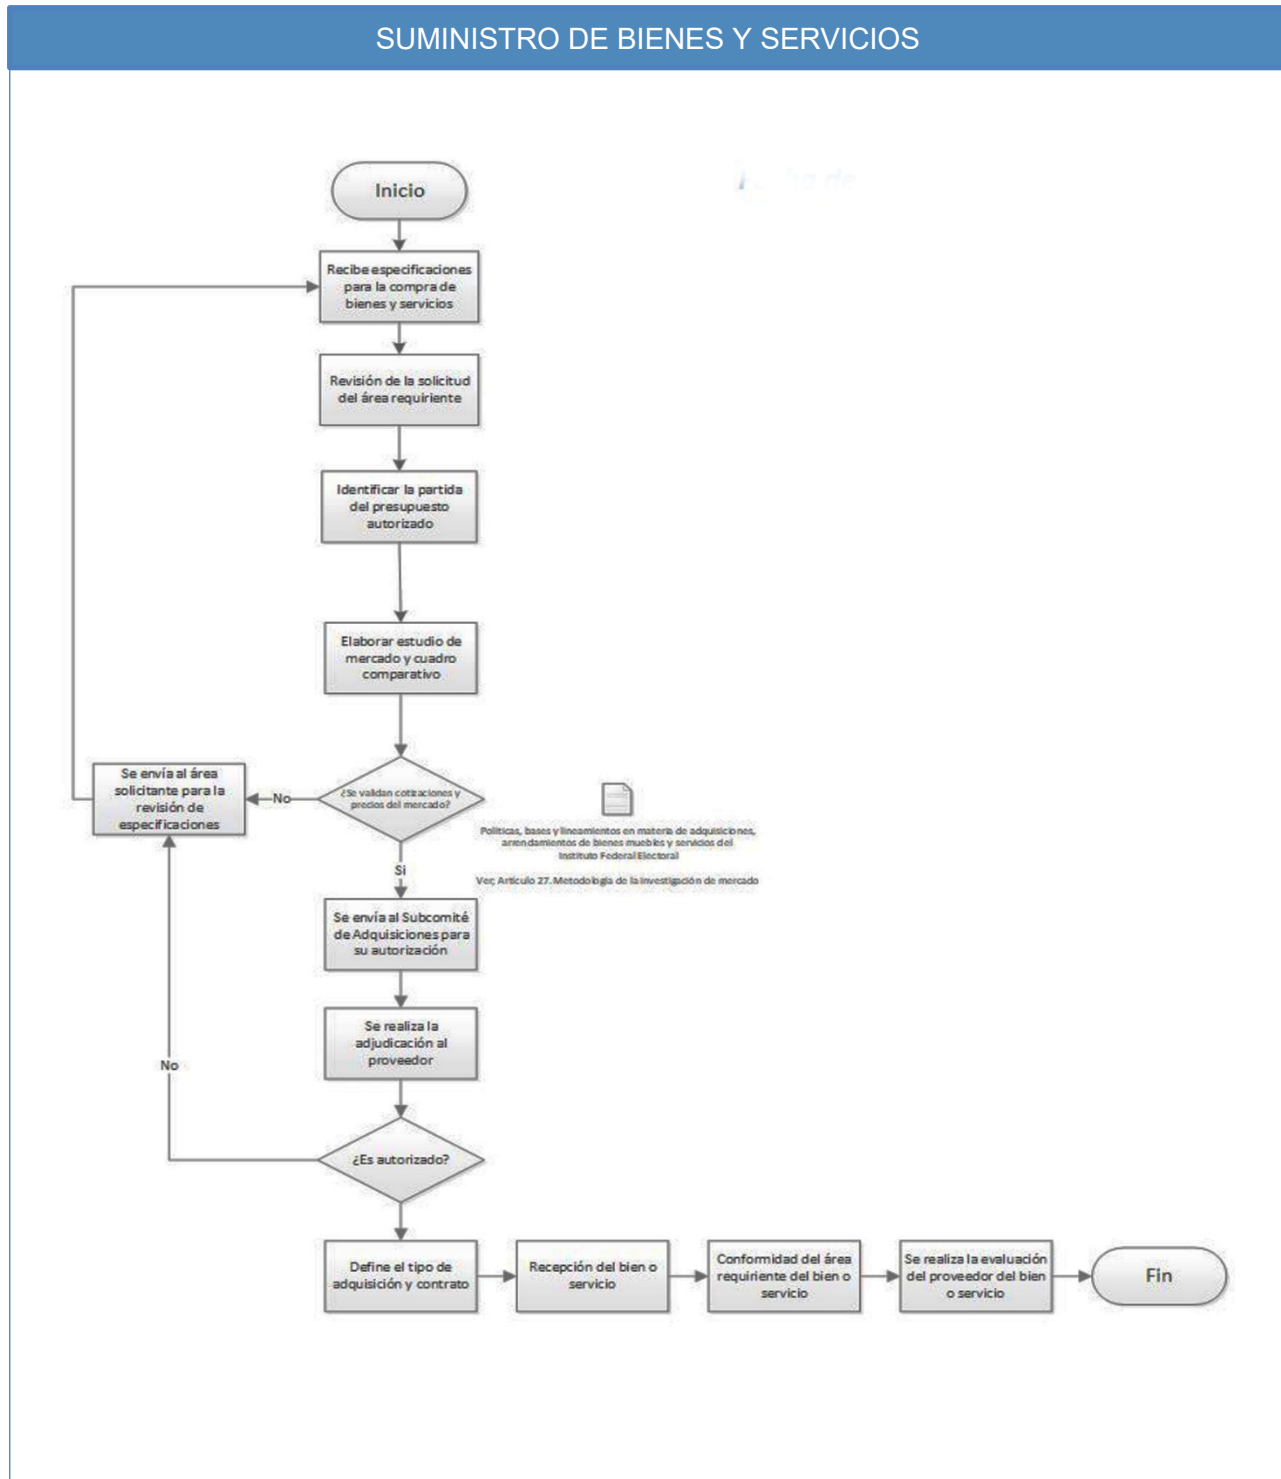 SUMINISTRO DE BIENES Y SERVICIOS
de
Inicio
Recibe especificaciones
para la compra de
bienes y servicios
Revisión de la solicitud
del área requiriente
Identificar la partida
del presupuesto
autorizado
Elaborar estudio de
mercado y cuadro
comparativo
¿Se validan cotizaciones y
precios del mercado?
No
Se envía al área
solicitante para la
revisión de
especificaciones
Políticas, bases y lineamientos en materia de adquisiciones,
arrendamientos de bienes muebles y servicios del
Instituto Federal Electoral
Ver; Artículo 27. Metodología de la investigación de mercado
Si
Se envía al Subcomité
de Adquisiciones para
su autorización
Se realiza la
adjudicación al
proveedor
No
¿Es autorizado?
Define el tipo de
adquisición y contrato
Recepción del bien o
servicio
Conformidad del área
requiriente del bien o
servicio
Se realiza la evaluación
del proveedor del bien
o servicio
Fin